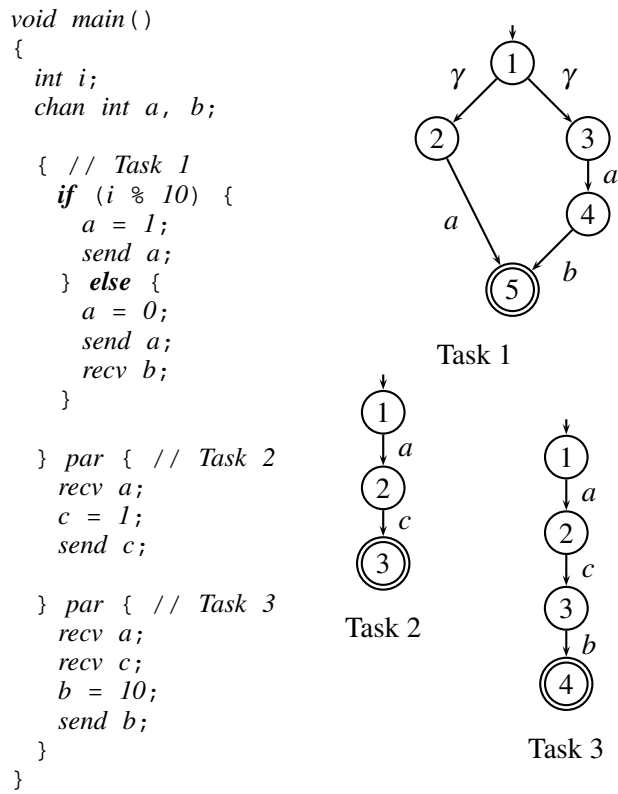 void main()
{
int i;
chan int a, b;
{ // Task 1
if (i % 10) {
a = 1;
send a;
} else {
a = 0;
send a;
recv b;
}
} par { // Task 2
recv a;
c = 1;
send c;
} par { // Task 3
recv a;
recv c;
b = 10;
send b;
}
}
1
γ γ
2 3
a
4
a
b
5
Task 1
1
a
2
c
3
Task 2
1
a
2
c
3
b
4
Task 3